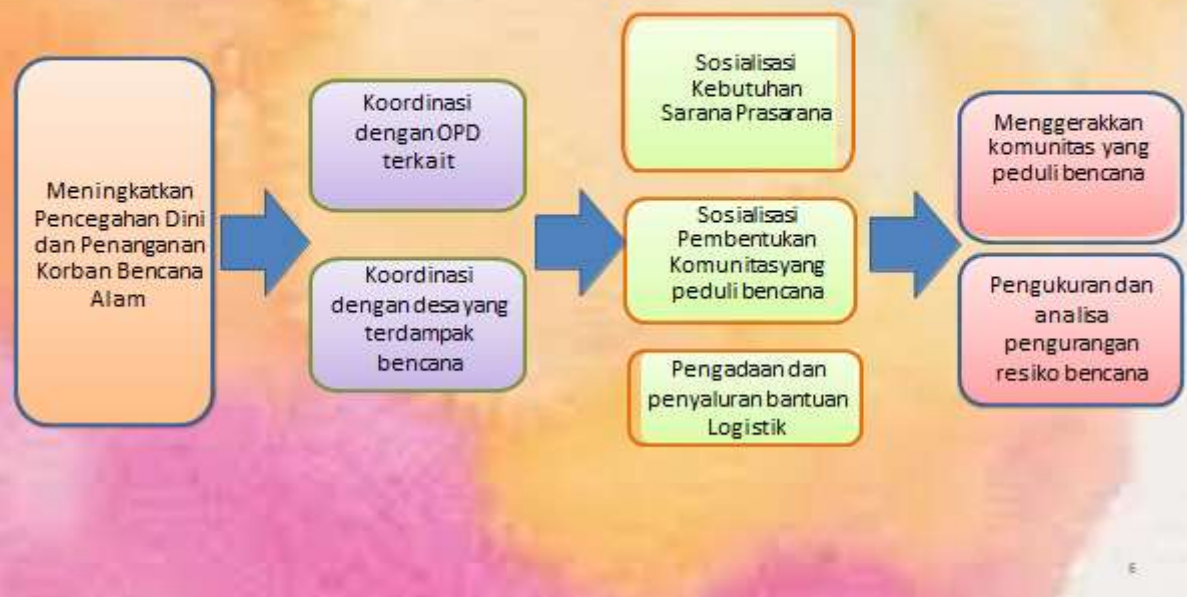 Meningkatkan
Pencegahan Dini
dan Penanganan
Korban Bencana
Alam
Koordinasi
dengan OPD
terkait
Koordinasi
dengan desa yang
terdampak
bencana
Sosialisasi
Kebutuhan
Sarana Prasarana
Sosialisasi
Pembentukan
Komunitas yang
peduli bencana
Pengadaan dan
penyaluran bantuan
Logistik
Menggerakkan
komunitas yang
peduli bencana
Pengukuran dan
analisa
pengurangan
resiko bencana